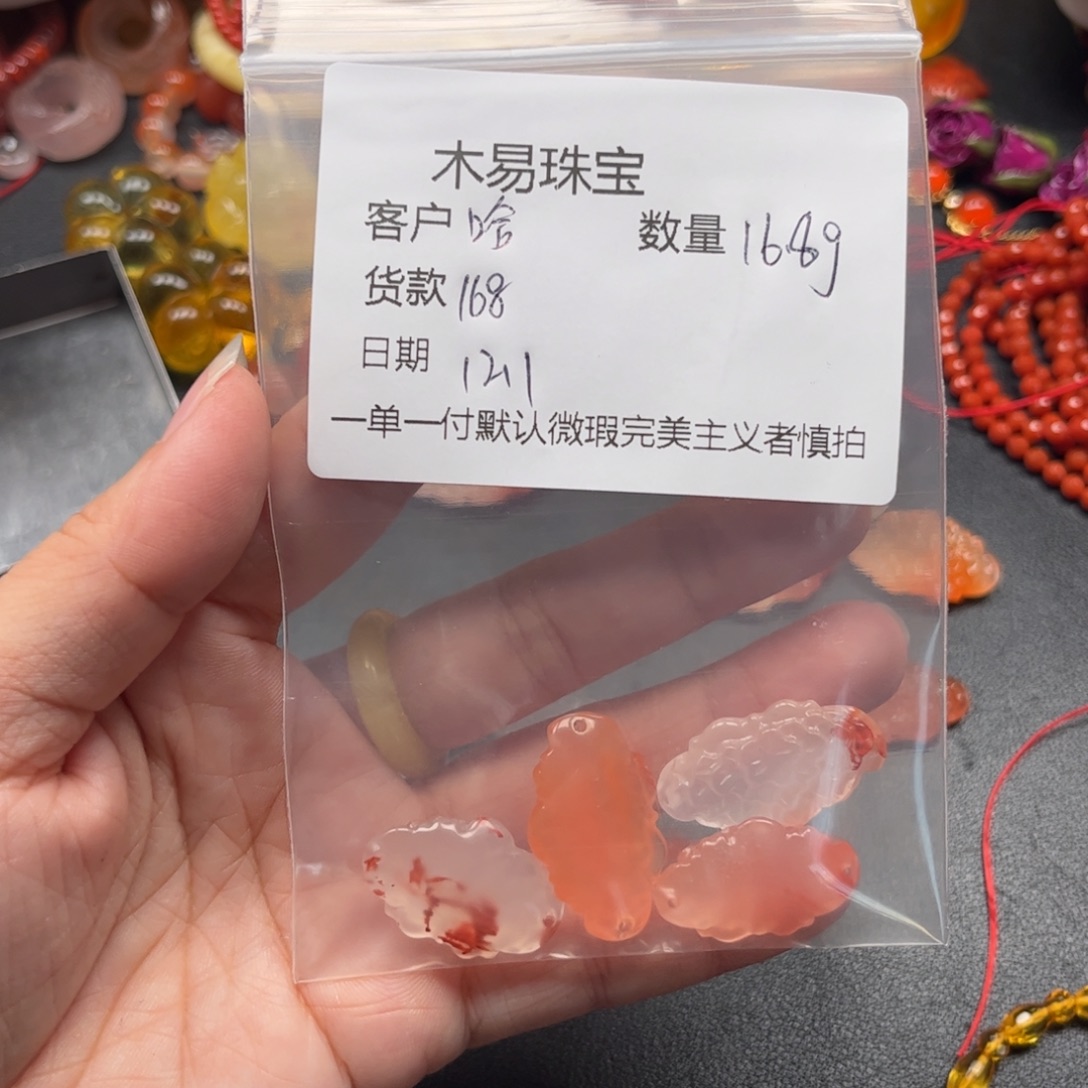 木易珠宝
客户 哈 数量 16.8g
货款 168
日期 12.1
一单一付默认微瑕完美主义者慎拍